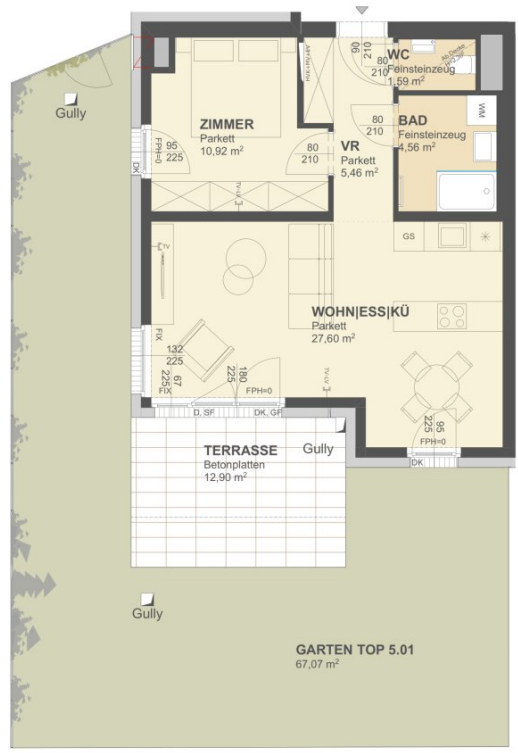 90
210
WC
Feinsteinzeug
1,59 m²
Ab.Decke
80
210
Gully
ZIMMER
Parkett
10,92 m²
80
210
BAD
Feinsteinzeug
4,56 m²
WM
VR
Parkett
5,46 m²
95
225
FPH=0
DK
80
210
TV
GS
WOHN|ESS|KÜ
Parkett
27,60 m²
FIX
132
225
67
225
FIX
180
225
FPH=0
D, SF
DK, GF
95
225
FPH=0
DK
TERRASSE
Betonplatten
12,90 m²
Gully
Gully
GARTEN TOP 5.01
67,07 m²